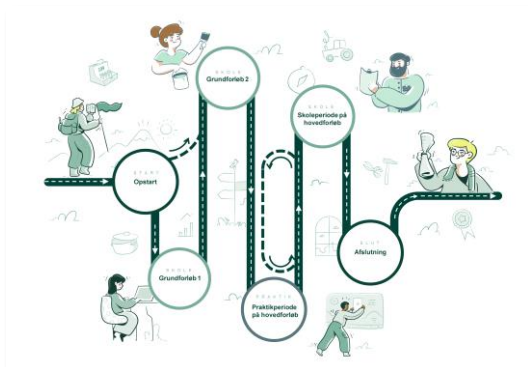 START
Opstart
SKOLE
Grundforløb 1
SKOLE
Grundforløb 2
PRAKTIK
Praktikperiode
på hovedforløb
SKOLE
Skoleperiode på
hovedforløb
SLUT
Afslutning